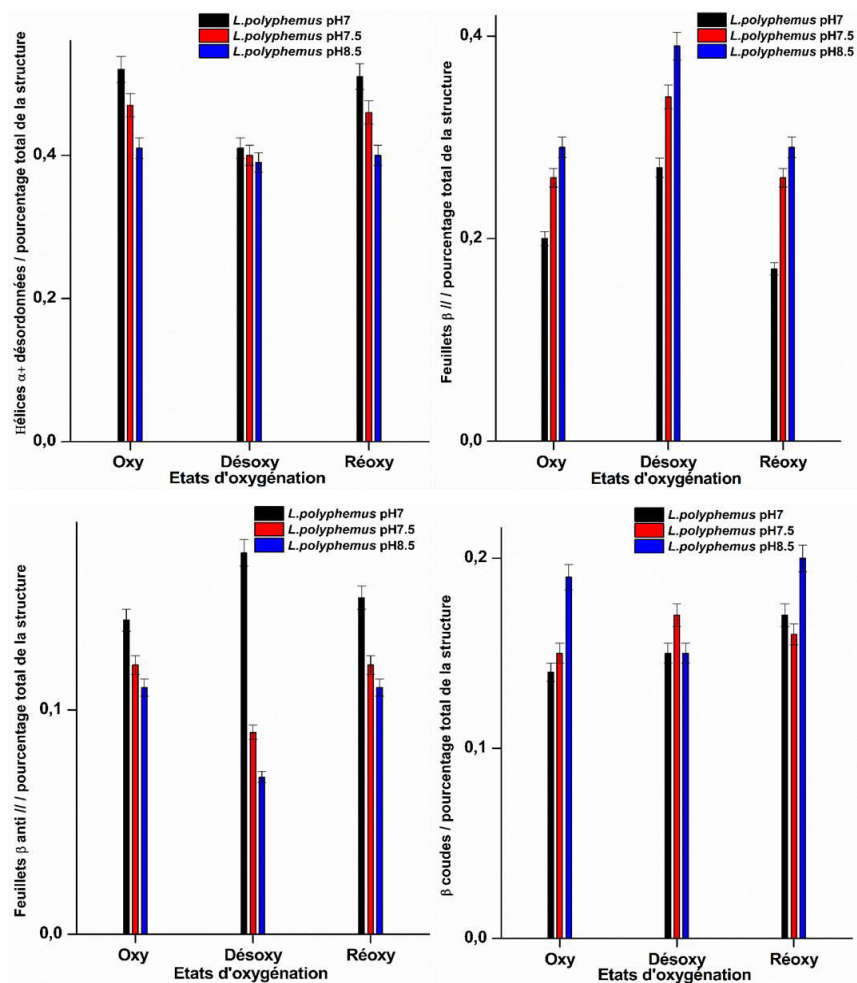 L.polyphemus pH7
L.polyphemus pH7.5
L.polyphemus pH8.5
Hélices α+ désordonnées / pourcentage total de la structure
0,4
0,2
0,0
Oxy
Désoxy
Réoxy
Etats d'oxygénation
L.polyphemus pH7
L.polyphemus pH7.5
L.polyphemus pH8.5
Feuillets β // / pourcentage total de la structure
0,4
0,2
0,0
Oxy
Désoxy
Réoxy
Etats d'oxygénation
L.polyphemus pH7
L.polyphemus pH7.5
L.polyphemus pH8.5
Feuillets β anti // / pourcentage total de la structure
0,1
0,0
Oxy
Désoxy
Réoxy
Etats d'oxygénation
L.polyphemus pH7
L.polyphemus pH7.5
L.polyphemus pH8.5
β coudes / pourcentage total de la structure
0,2
0,1
0,0
Oxy
Désoxy
Réoxy
Etats d'oxygénation